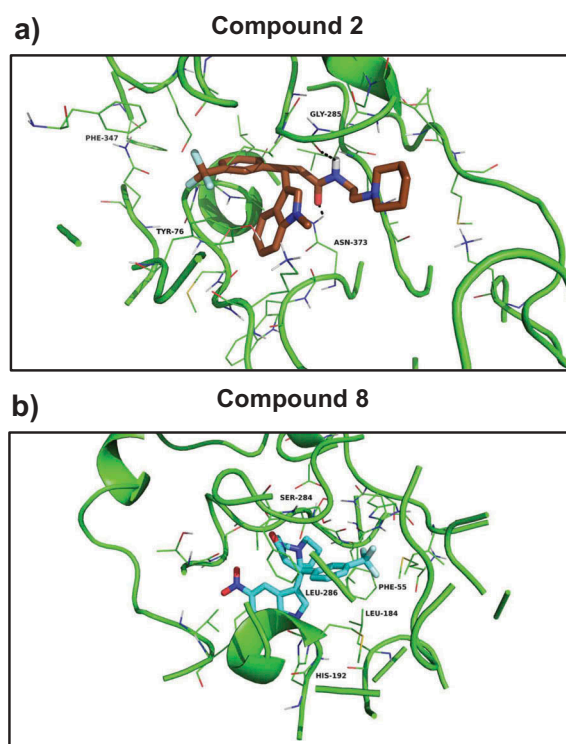 a)
Compound 2
GLY-285
PHE-347
TYR-76
ASN-373
b)
Compound 8
SER-284
LEU-286
PHE-55
LEU-184
HIS-192